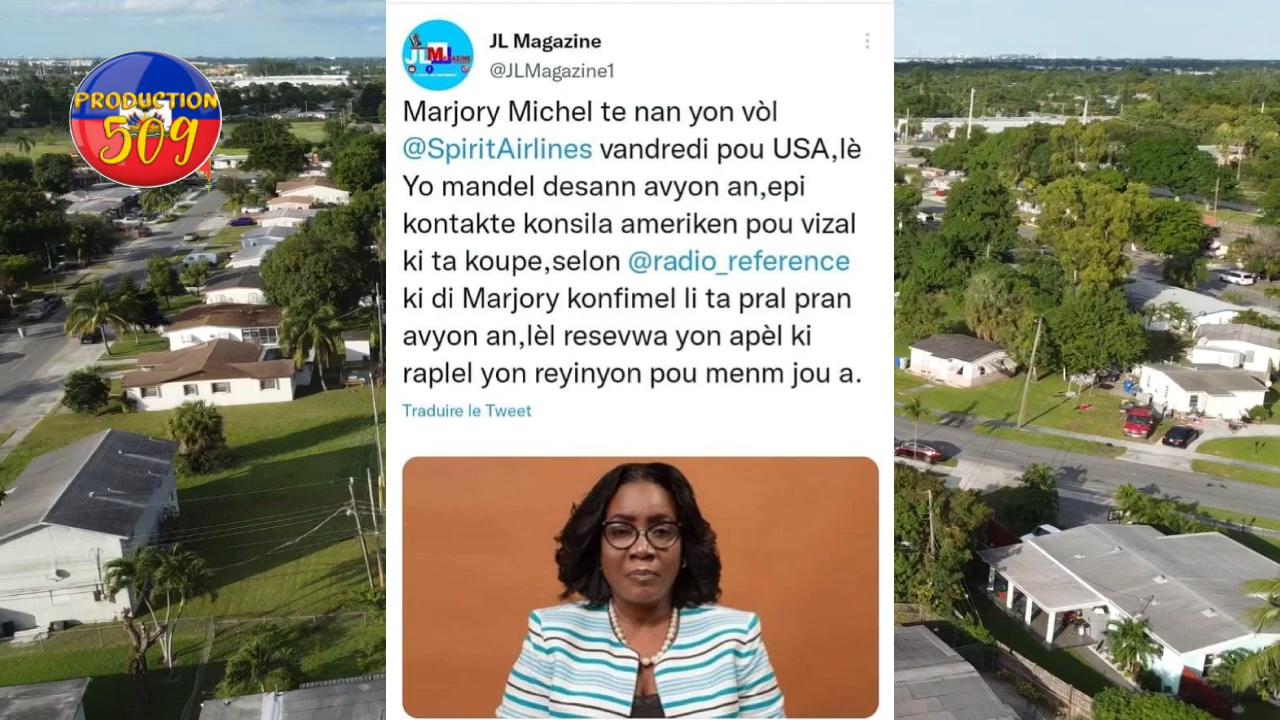 PRODUCTION
509
JL Magazine
@JLMagazine1
Marjory Michel te nan yon vòl
@SpiritAirlines vandredi pou USA,lè
Yo mandel desann avyon an,epi
kontakte konsila ameriken pou vizal
ki ta koupe,selon @radio_reference
ki di Marjory konfimel li ta pral pran
avyon an,lèl resevwa yon apèl ki
raplel yon reyinyon pou menm jou a.
Traduire le Tweet